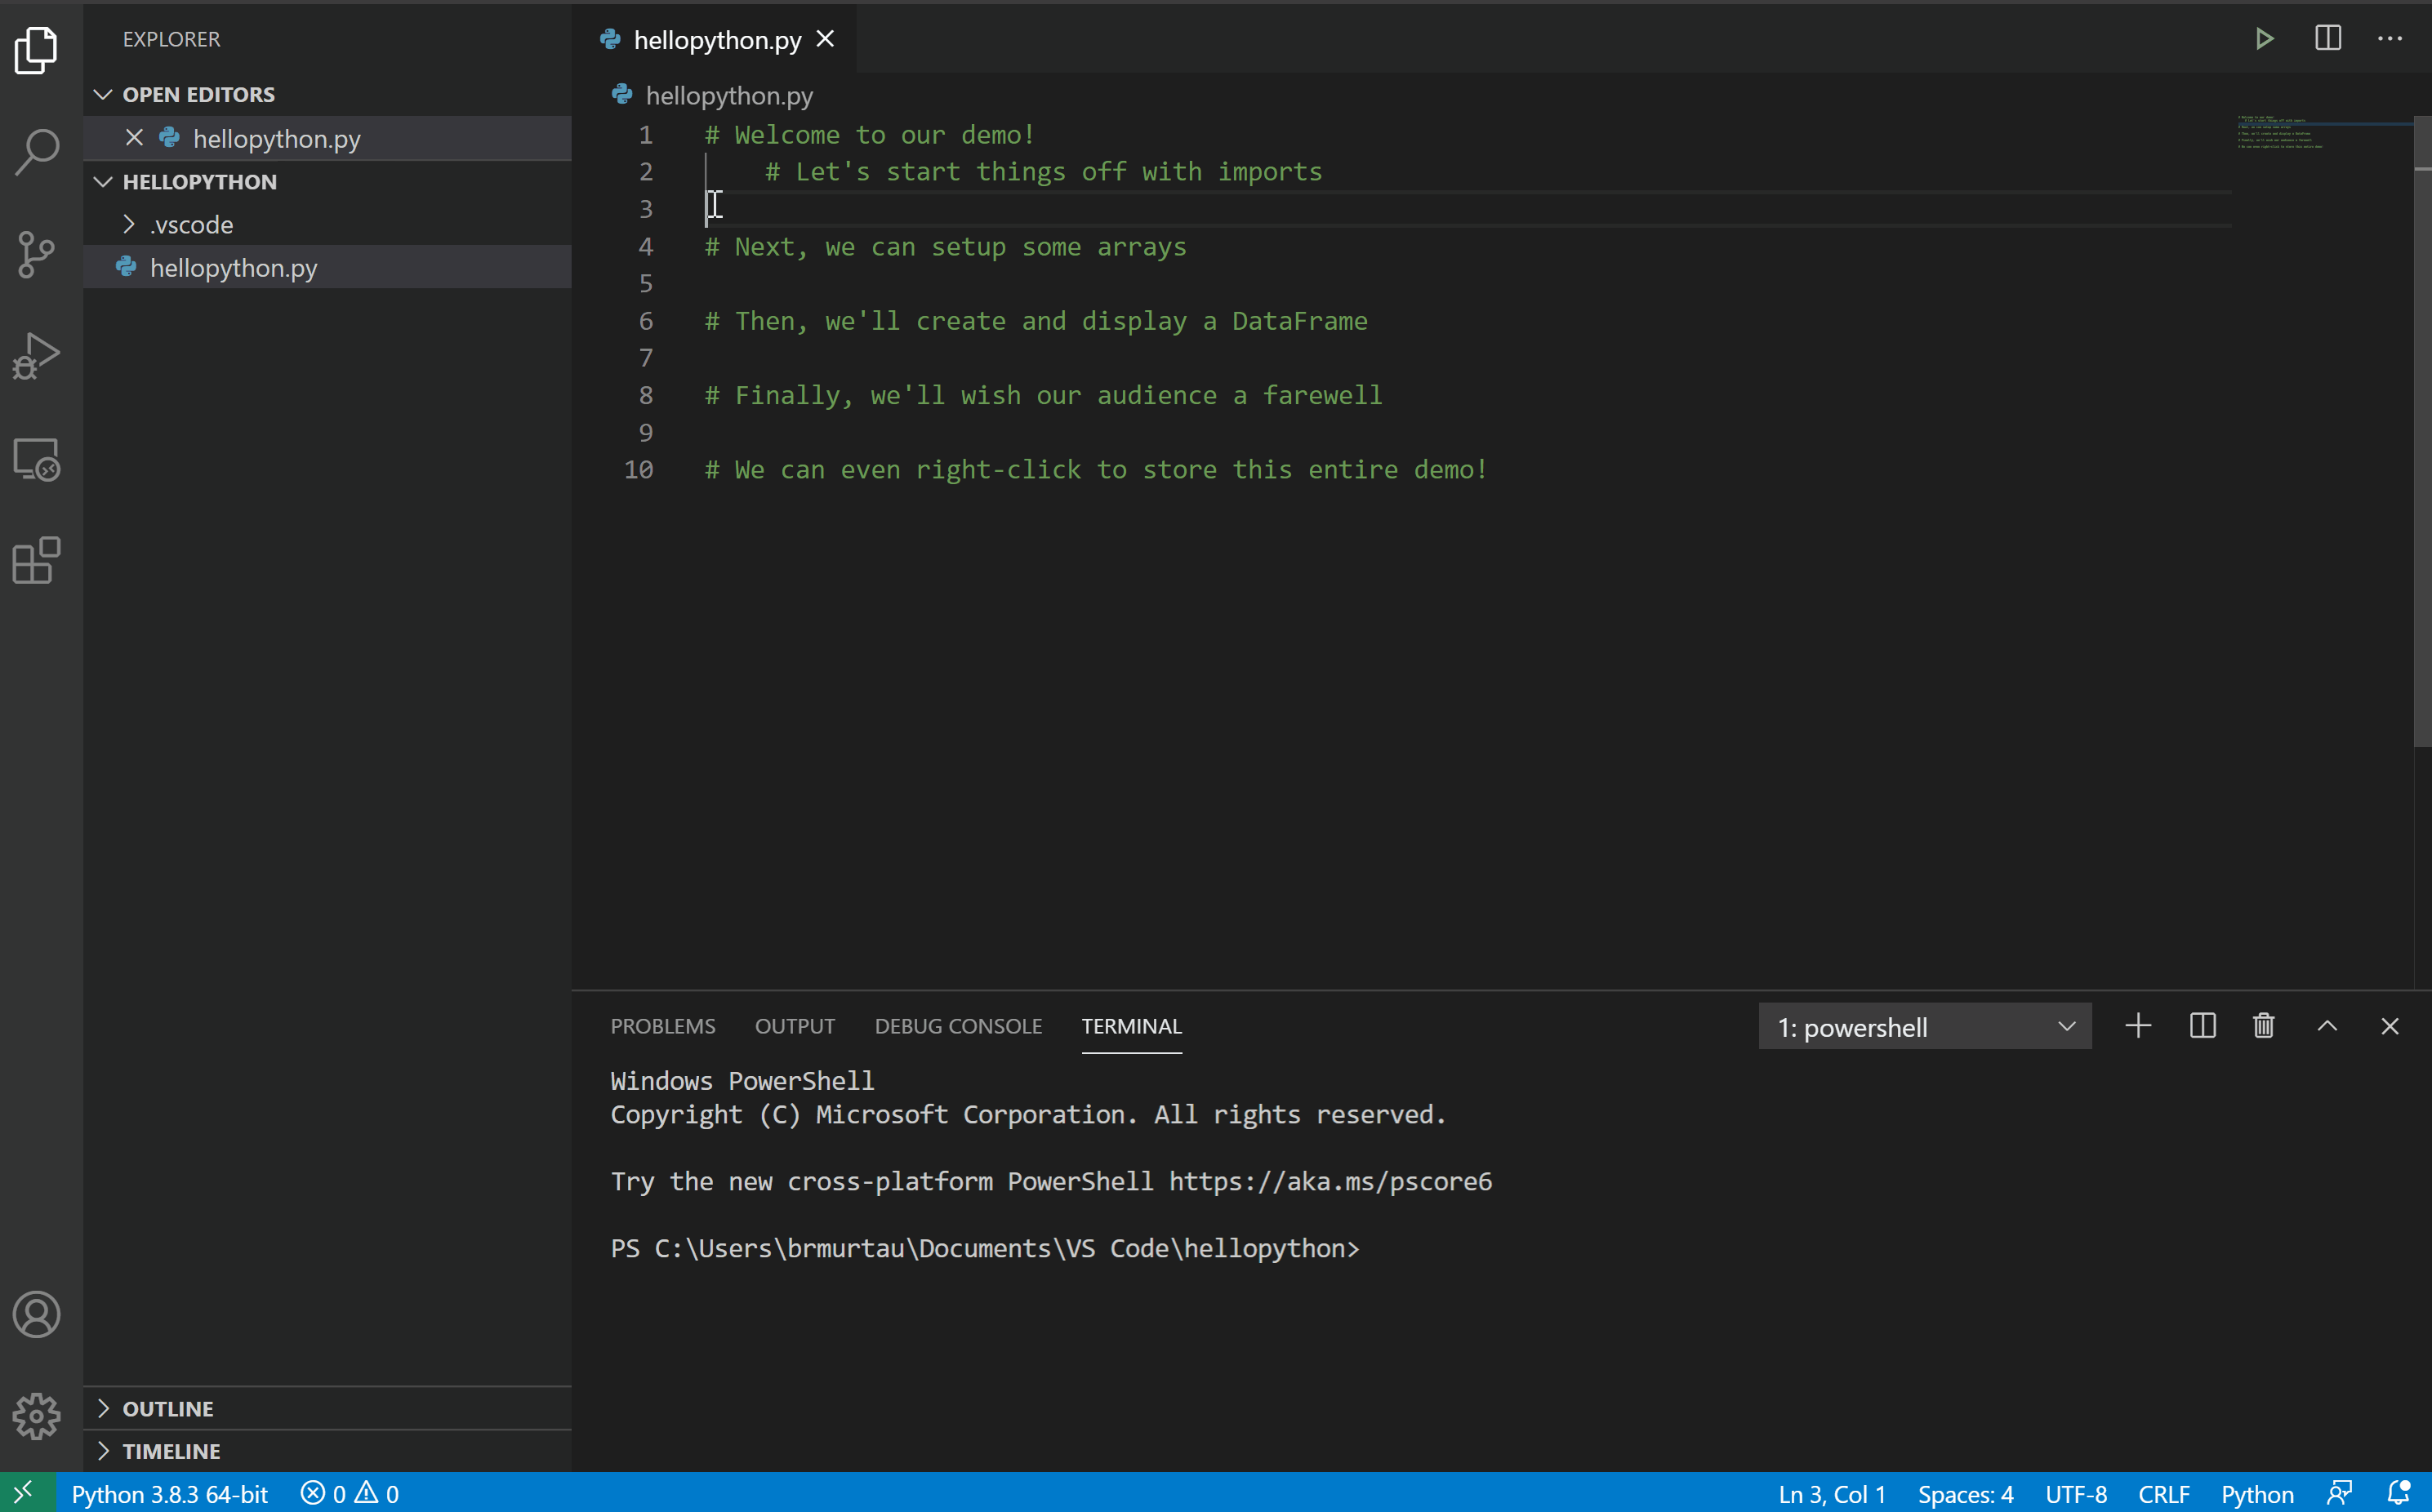 EXPLORER
OPEN EDITORS
hellopython.py
HELLOPYTHON
.vscode
hellopython.py
OUTLINE
TIMELINE
hellopython.py
hellopython.py
1 # Welcome to our demo!
2 # Let's start things off with imports
3
4 # Next, we can setup some arrays
5
6 # Then, we'll create and display a DataFrame
7
8 # Finally, we'll wish our audience a farewell
9
10 # We can even right-click to store this entire demo!
PROBLEMS OUTPUT DEBUG CONSOLE TERMINAL 1: powershell
Windows PowerShell
Copyright (C) Microsoft Corporation. All rights reserved.
Try the new cross-platform PowerShell https://aka.ms/pscore6
PS C:\Users\brmurtau\Documents\VS Code\hellopython>
Python 3.8.3 64-bit 0 0 Ln 3, Col 1 Spaces: 4 UTF-8 CRLF Python